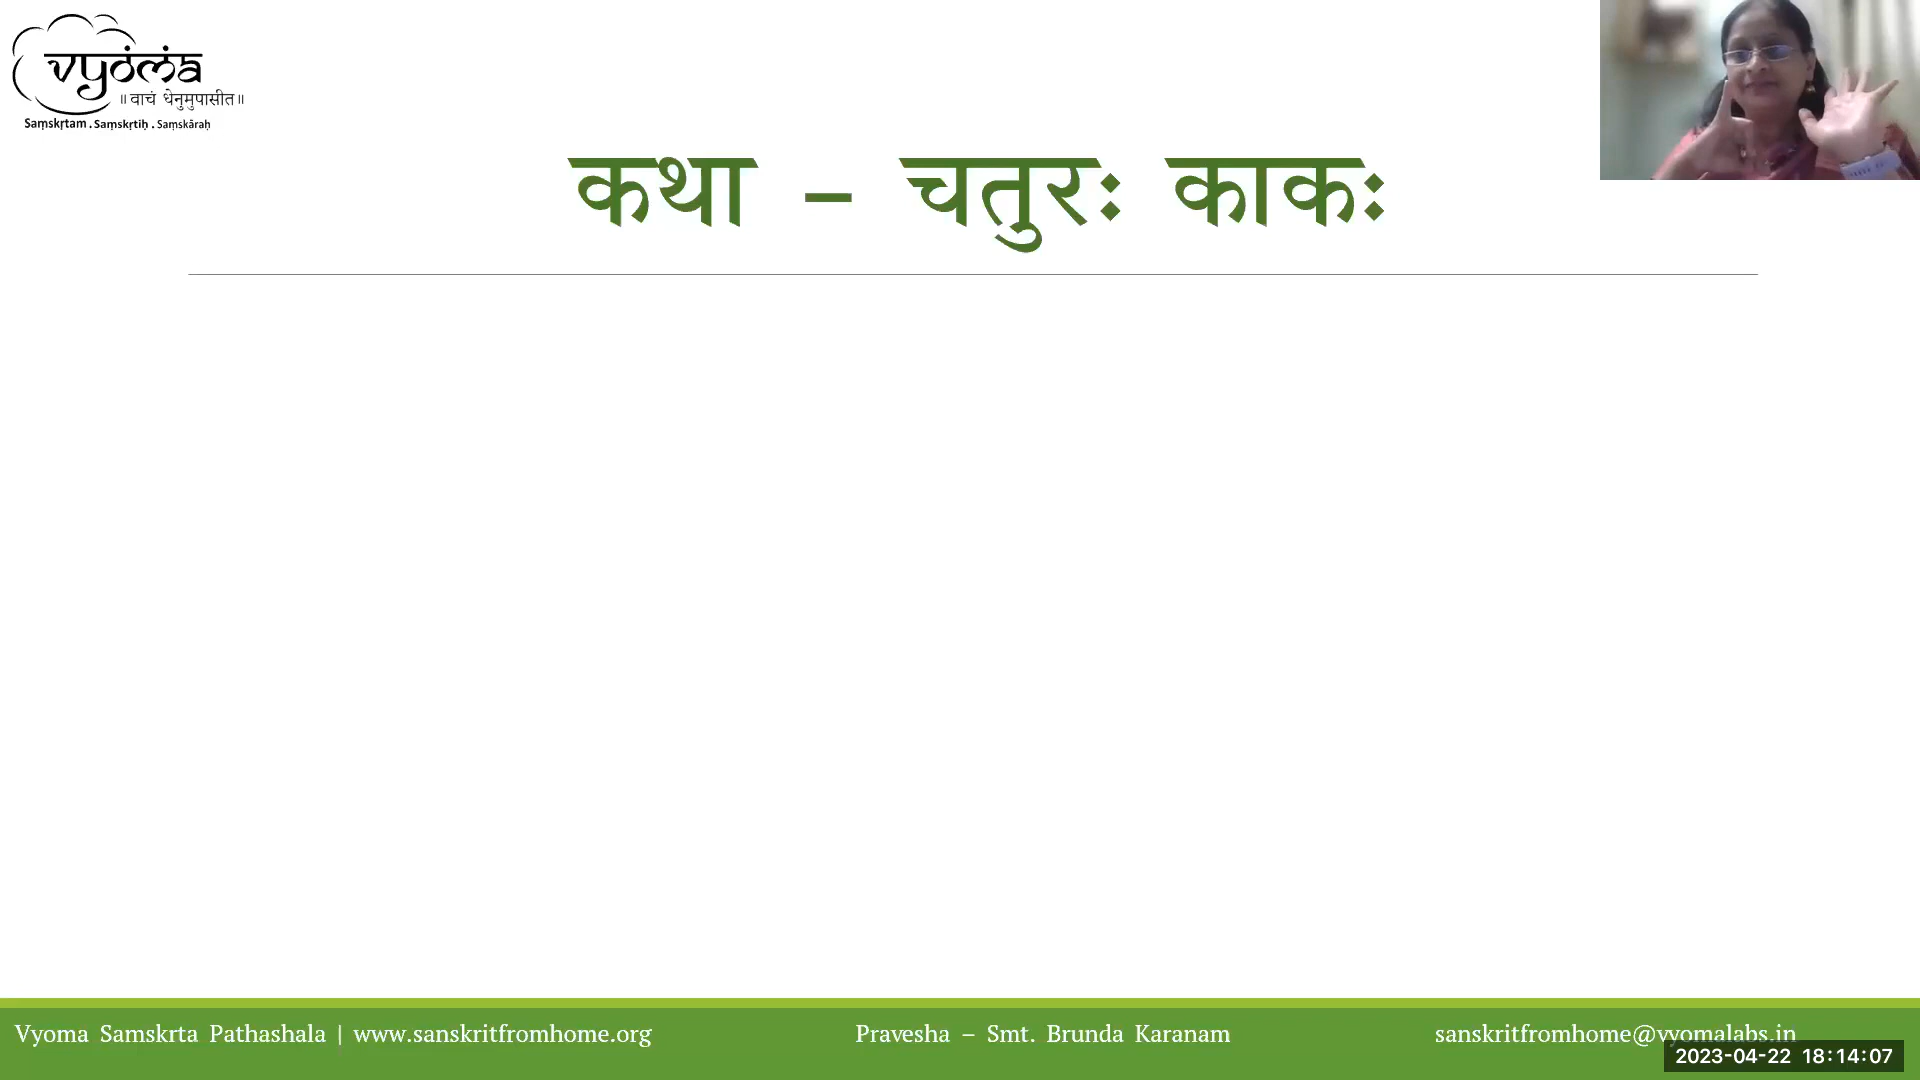 vyoma
॥वाचं धेनुमुपासीत॥
Saṃskṛtam . Saṃskṛtiḥ . Saṃskāraḥ
कथा – चतुरः काकः
Vyoma Samskrta Pathashala | www.sanskritfromhome.org
Pravesha – Smt. Brunda Karanam
sanskritfromhome@vyomalabs.in
2023-04-22 18:14:07